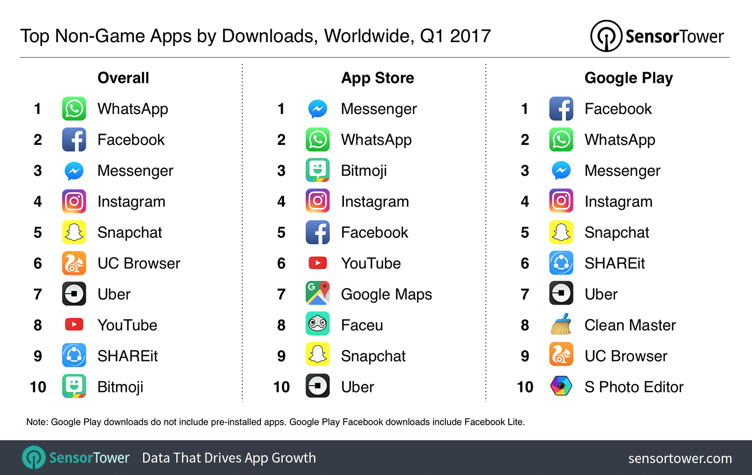 Top Non-Game Apps by Downloads, Worldwide, Q1 2017
SensorTower
Overall
1 WhatsApp
2 Facebook
3 Messenger
4 Instagram
5 Snapchat
6 UC Browser
7 Uber
8 YouTube
9 SHAREit
10 Bitmoji
App Store
1 Messenger
2 WhatsApp
3 Bitmoji
4 Instagram
5 Facebook
6 YouTube
7 Google Maps
8 Faceu
9 Snapchat
10 Uber
Google Play
1 Facebook
2 WhatsApp
3 Messenger
4 Instagram
5 Snapchat
6 SHAREit
7 Uber
8 Clean Master
9 UC Browser
10 S Photo Editor
Note: Google Play downloads do not include pre-installed apps. Google Play Facebook downloads include Facebook Lite.
SensorTower Data That Drives App Growth sensortower.com